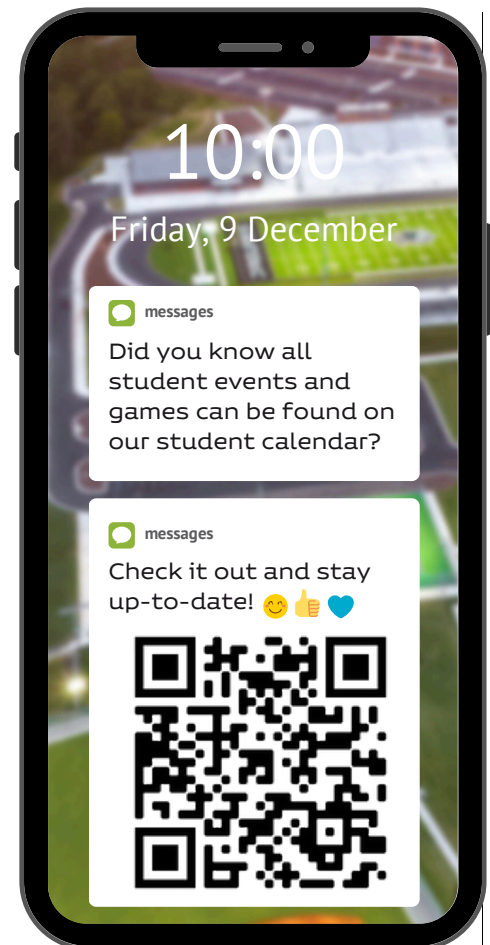 10:00
Friday, 9 December
messages
Did you know all
student events and
games can be found on
our student calendar?
messages
Check it out and stay
up-to-date! 😊👍💙